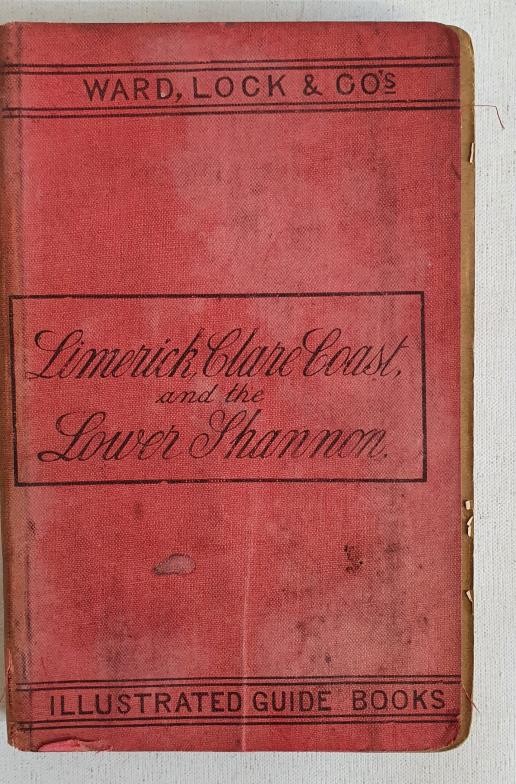 WARD, LOCK & CO'S
Limerick, Clare Coast,
and the
Lower Shannon.
ILLUSTRATED GUIDE BOOKS